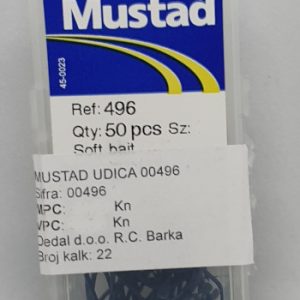 Mustad
45-0023
Ref: 496
Qty: 50 pcs Sz:
Soft bait
MUSTAD UDICA 00496
Sifra: 00496
MPC: Kn
VPC: Kn
Dedal d.o.o. R.C. Barka
Broj kalk: 22